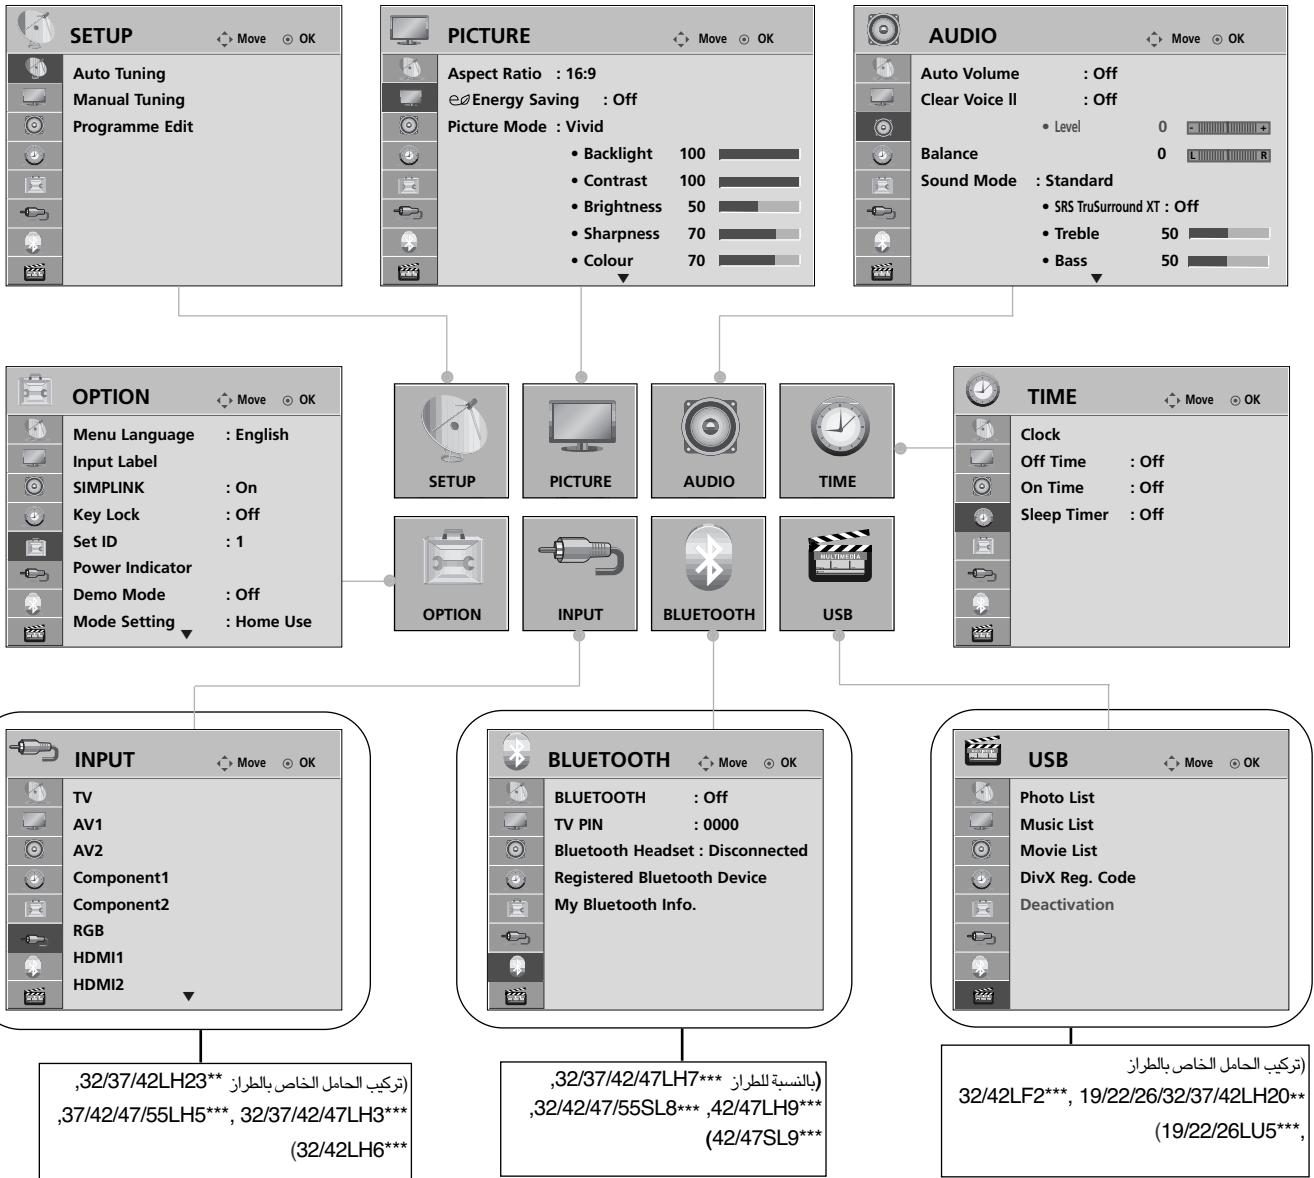 SETUP Move OK
Auto Tuning
Manual Tuning
Programme Edit
PICTURE Move OK
Aspect Ratio : 16:9
Energy Saving : Off
Picture Mode : Vivid
• Backlight 100
• Contrast 100
• Brightness 50
• Sharpness 70
• Colour 70
AUDIO Move OK
Auto Volume : Off
Clear Voice ll : Off
• Level 0 - +
Balance 0 L R
Sound Mode : Standard
• SRS TruSurround XT : Off
• Treble 50
• Bass 50
OPTION Move OK
Menu Language : English
Input Label
SIMPLINK : On
Key Lock : Off
Set ID : 1
Power Indicator
Demo Mode : Off
Mode Setting : Home Use
SETUP
PICTURE
AUDIO
TIME
OPTION
INPUT
BLUETOOTH
MULTIMEDIA
USB
TIME Move OK
Clock
Off Time : Off
On Time : Off
Sleep Timer : Off
INPUT Move OK
TV
AV1
AV2
Component1
Component2
RGB
HDMI1
HDMI2
BLUETOOTH Move OK
BLUETOOTH : Off
TV PIN : 0000
Bluetooth Headset : Disconnected
Registered Bluetooth Device
My Bluetooth Info.
USB Move OK
Photo List
Music List
Movie List
DivX Reg. Code
Deactivation
(تركيب الحامل الخاص بالطراز 32/37/42LH23**,
37/42/47/55LH5***, 32/37/42/47LH3***,
32/42LH6***)
(بالنسبة للطراز 32/37/42/47LH7***,
32/42/47/55SL8***, 42/47LH9***,
42/47SL9***)
(تركيب الحامل الخاص بالطراز
32/42LF2***, 19/22/26/32/37/42LH20**
(19/22/26LU5***,